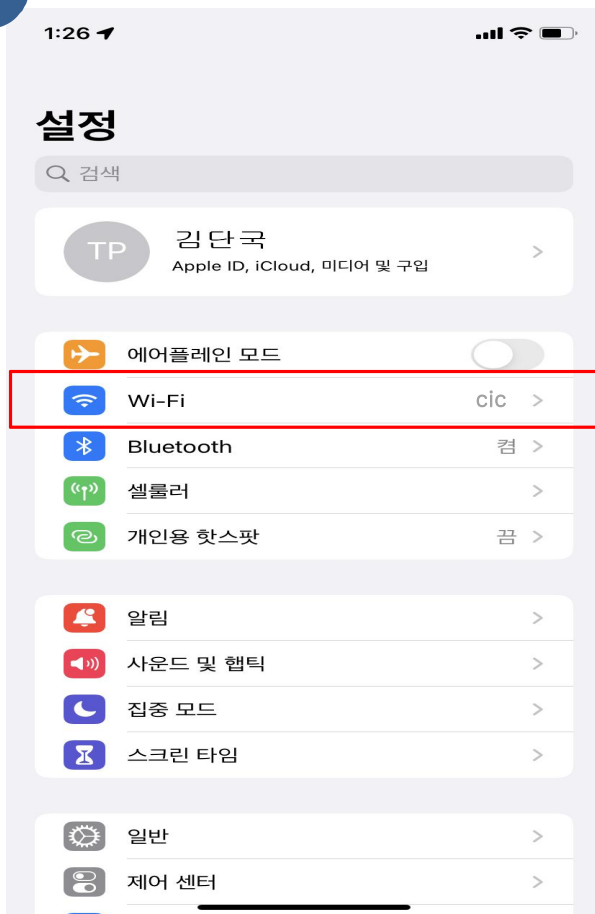 1:26
설정
검색
TP
김단국
Apple ID, iCloud, 미디어 및 구입
에어플레인 모드
Wi-Fi cic
Bluetooth 켬
셀룰러
개인용 핫스팟 끔
알림
사운드 및 햅틱
집중 모드
스크린 타임
일반
제어 센터